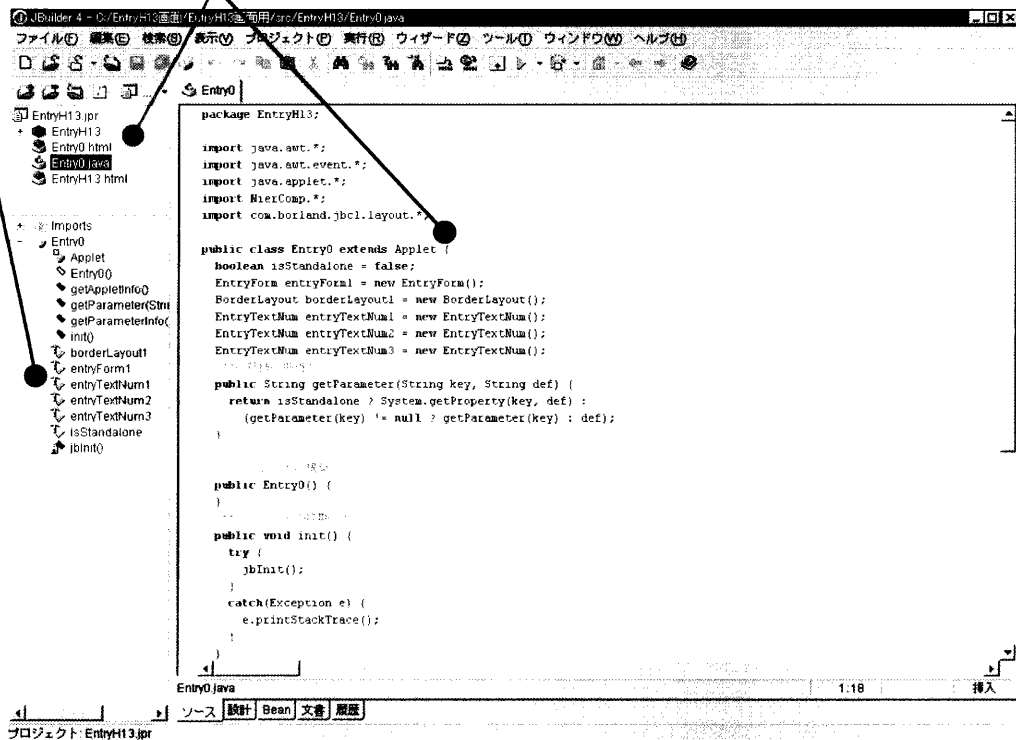 JBuilder 4 - C:/EntryH13画面/EntryH13画面用/src/EntryH13/Entry0.java
ファイル(F) 編集(E) 検索(S) 表示(V) プロジェクト(P) 実行(R) ウィザード(Z) ツール(T) ウィンドウ(W) ヘルプ(H)
Entry0
EntryH13.jpr
EntryH13
Entry0.html
Entry0.java
EntryH13.html
Imports
Entry0
Applet
Entry0()
getAppletInfo()
getParameter(Strin
getParameterInfo(
init()
borderLayout1
entryForm1
entryTextNum1
entryTextNum2
entryTextNum3
isStandalone
jbInit()
package EntryH13;
import java.awt.*;
import java.awt.event.*;
import java.applet.*;
import NierComp.*;
import com.borland.jbcl.layout.*;
public class Entry0 extends Applet {
boolean isStandalone = false;
EntryForm entryForm1 = new EntryForm();
BorderLayout borderLayout1 = new BorderLayout();
EntryTextNum entryTextNum1 = new EntryTextNum();
EntryTextNum entryTextNum2 = new EntryTextNum();
EntryTextNum entryTextNum3 = new EntryTextNum();
public String getParameter(String key, String def) {
return isStandalone ? System.getProperty(key, def) :
(getParameter(key) != null ? getParameter(key) : def);
}
public Entry0() {
}
public void init() {
try {
jbInit();
}
catch(Exception e) {
e.printStackTrace();
}
}
Entry0.java 1:18 挿入
ソース 設計 Bean 文書 履歴
プロジェクト: EntryH13.jpr